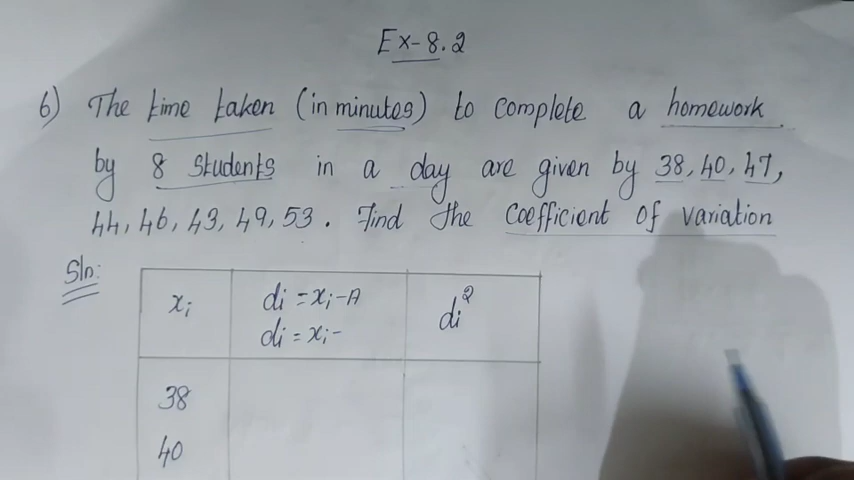 Ex-8.2
6) The time taken (in minutes) to complete a homework
by 8 students in a day are given by 38, 40, 47,
44, 46, 43, 49, 53. Find the coefficient of variation
Sln:
xi di = xi-A di²
di = xi-
38
40